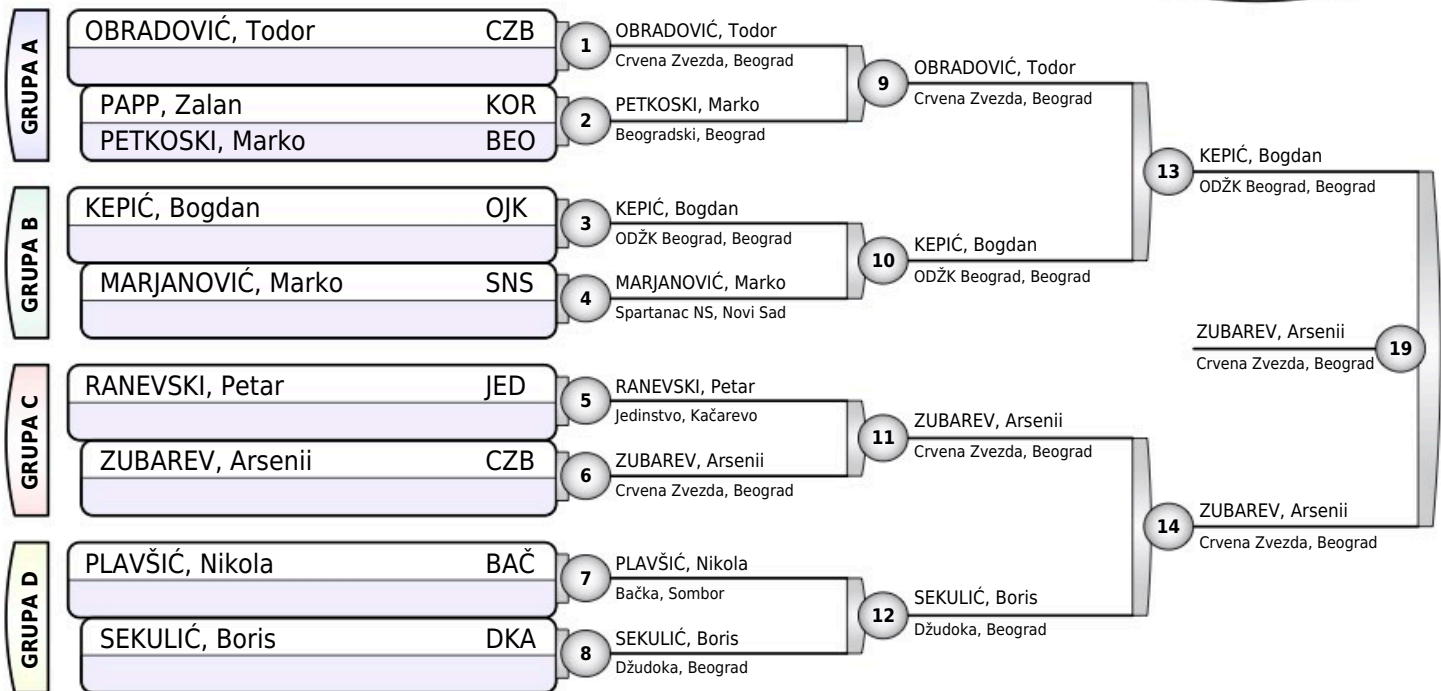 GRUPA A
OBRADOVIĆ, Todor CZB
PAPP, Zalan KOR
PETKOSKI, Marko BEO
GRUPA B
KEPIĆ, Bogdan OJK
MARJANOVIĆ, Marko SNS
GRUPA C
RANEVSKI, Petar JED
ZUBAREV, Arsenii CZB
GRUPA D
PLAVŠIĆ, Nikola BAČ
SEKULIĆ, Boris DKA
1
OBRADOVIĆ, Todor
Crvena Zvezda, Beograd
2
PETKOSKI, Marko
Beogradski, Beograd
3
KEPIĆ, Bogdan
ODŽK Beograd, Beograd
4
MARJANOVIĆ, Marko
Spartanac NS, Novi Sad
5
RANEVSKI, Petar
Jedinstvo, Kačarevo
6
ZUBAREV, Arsenii
Crvena Zvezda, Beograd
7
PLAVŠIĆ, Nikola
Bačka, Sombor
8
SEKULIĆ, Boris
Džudoka, Beograd
9
OBRADOVIĆ, Todor
Crvena Zvezda, Beograd
10
KEPIĆ, Bogdan
ODŽK Beograd, Beograd
11
ZUBAREV, Arsenii
Crvena Zvezda, Beograd
12
SEKULIĆ, Boris
Džudoka, Beograd
13
KEPIĆ, Bogdan
ODŽK Beograd, Beograd
14
ZUBAREV, Arsenii
Crvena Zvezda, Beograd
ZUBAREV, Arsenii
Crvena Zvezda, Beograd
19